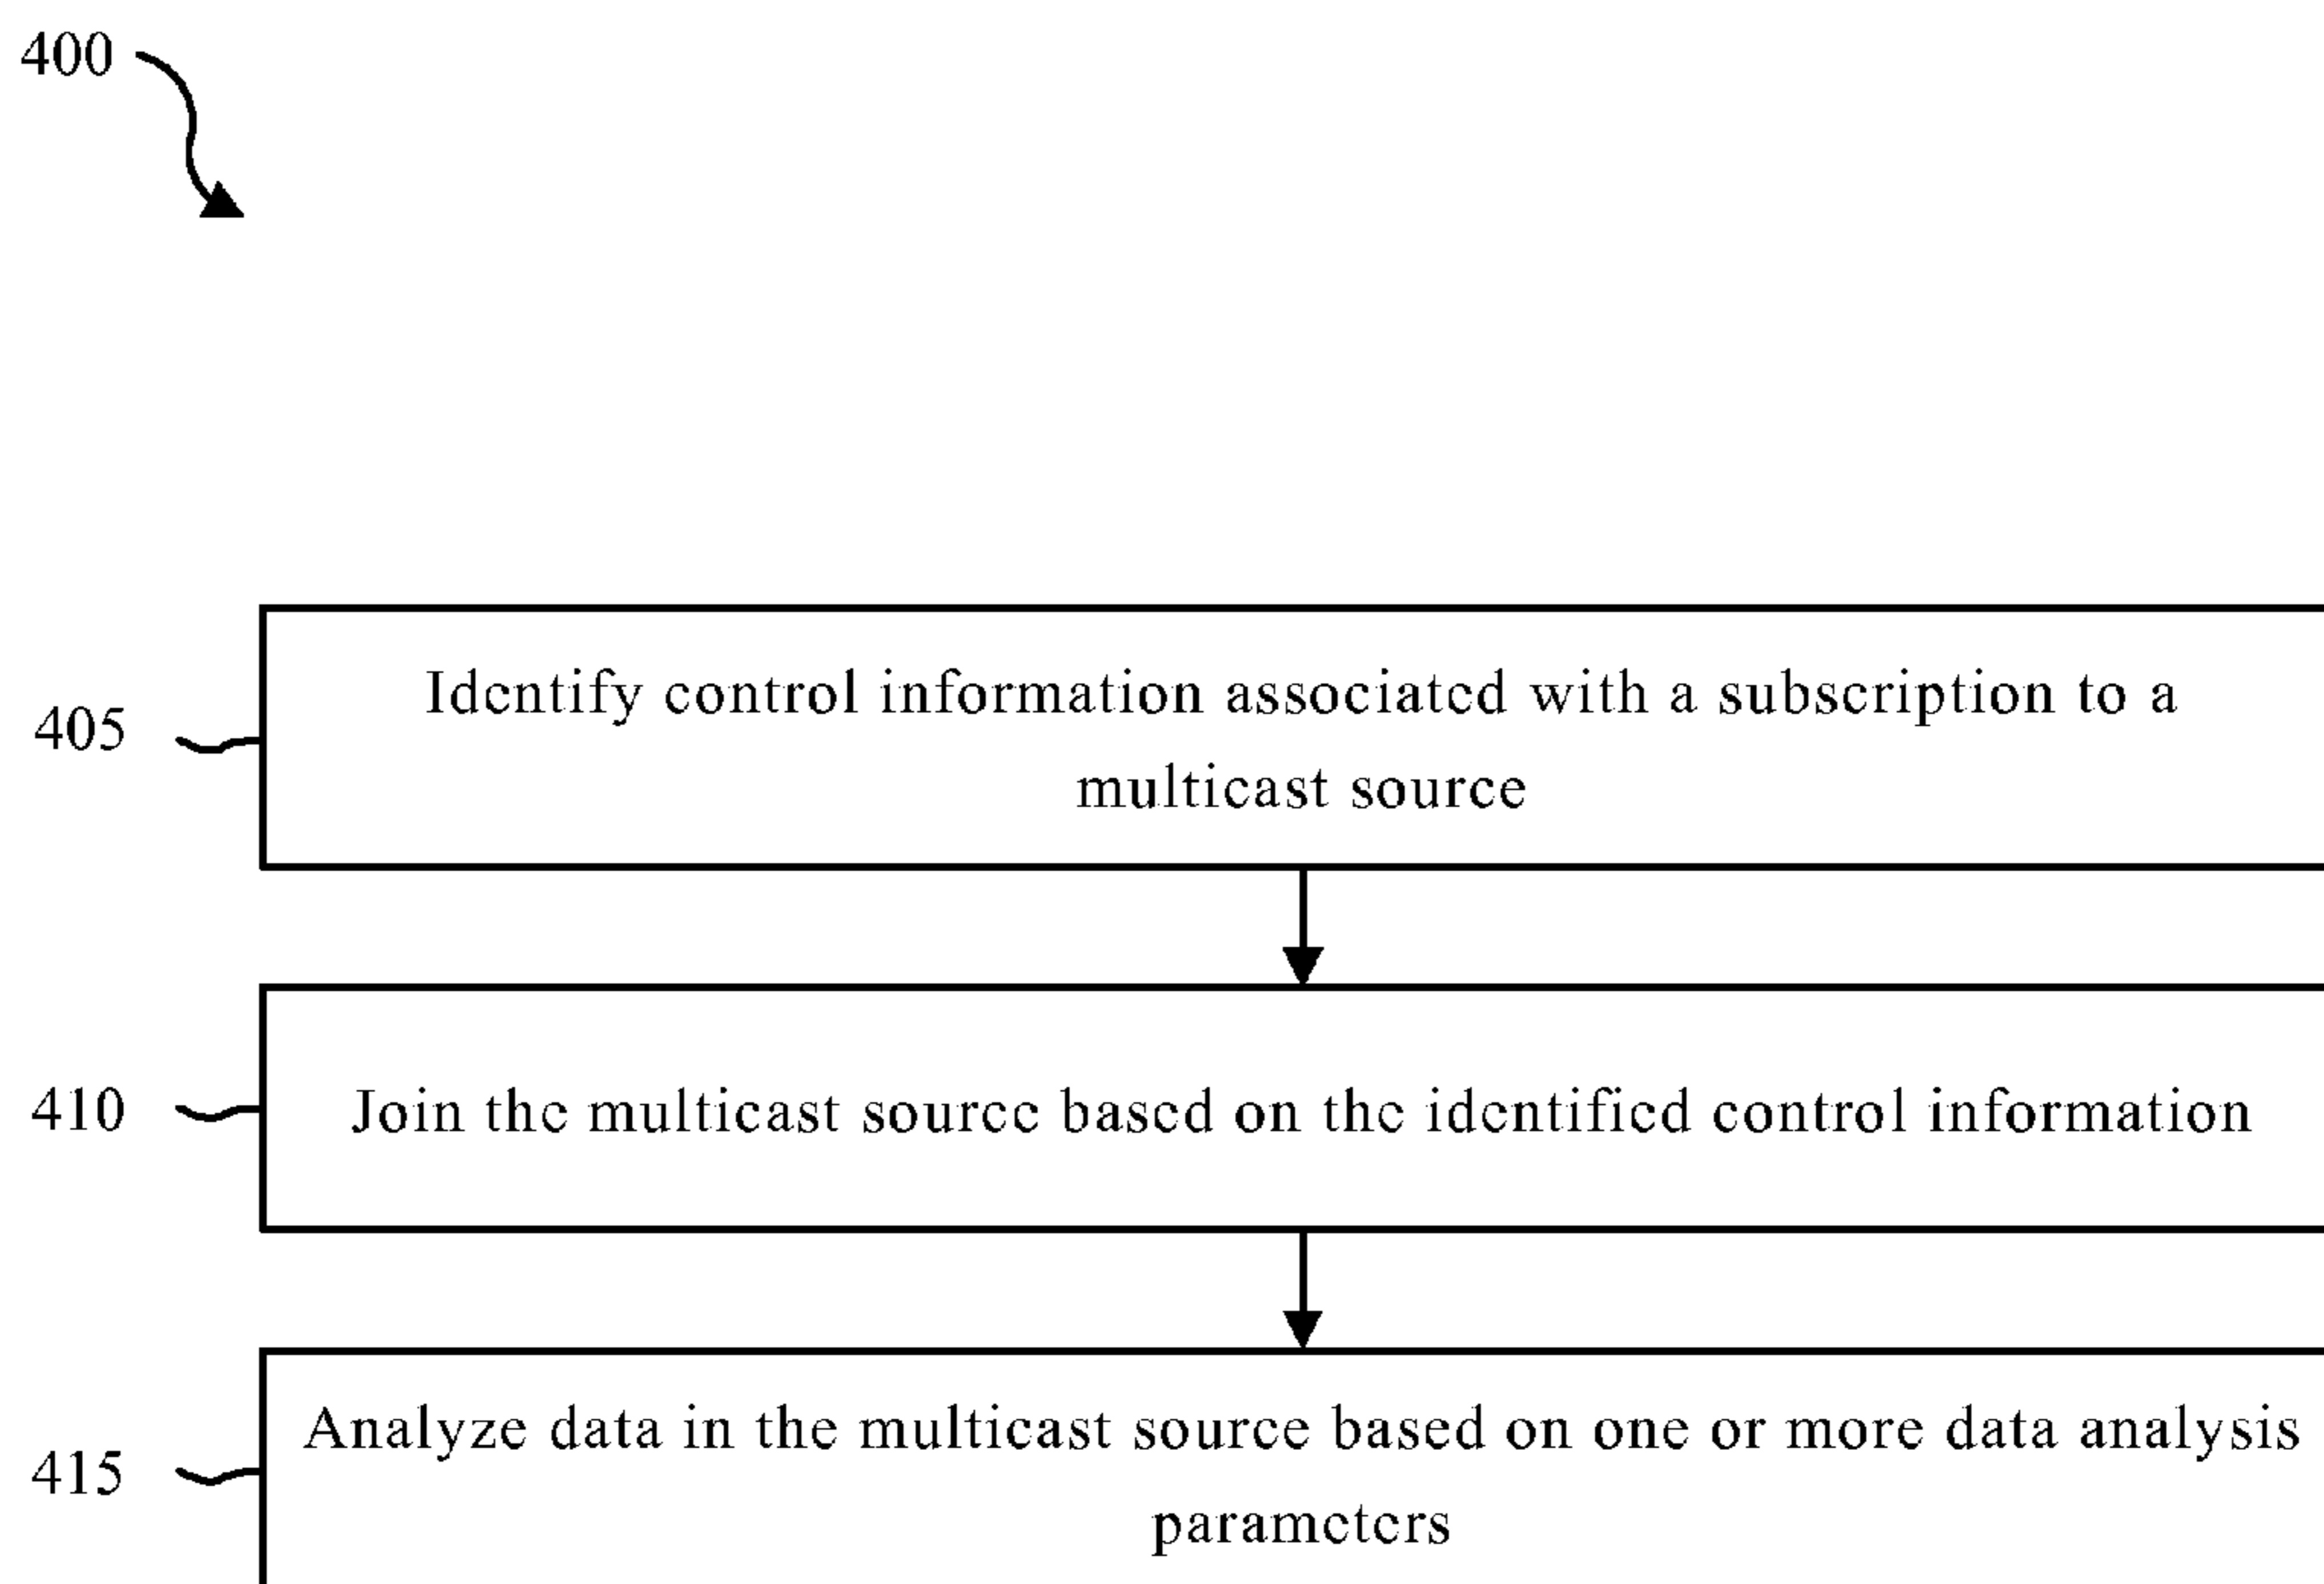 400
405
Identify control information associated with a subscription to a
multicast source
410
Join the multicast source based on the identified control information
415
Analyze data in the multicast source based on one or more data analysis
parameters